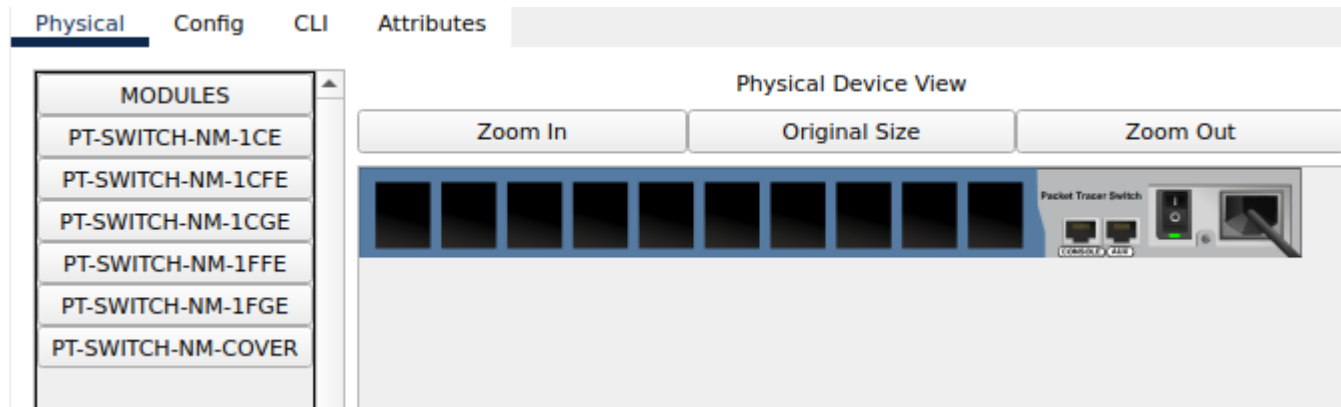 Physical Config CLI Attributes
MODULES
PT-SWITCH-NM-1CE
PT-SWITCH-NM-1CFE
PT-SWITCH-NM-1CGE
PT-SWITCH-NM-1FFE
PT-SWITCH-NM-1FGE
PT-SWITCH-NM-COVER
Physical Device View
Zoom In Original Size Zoom Out
Packet Tracer Switch
I
O
CONSOLE AUX